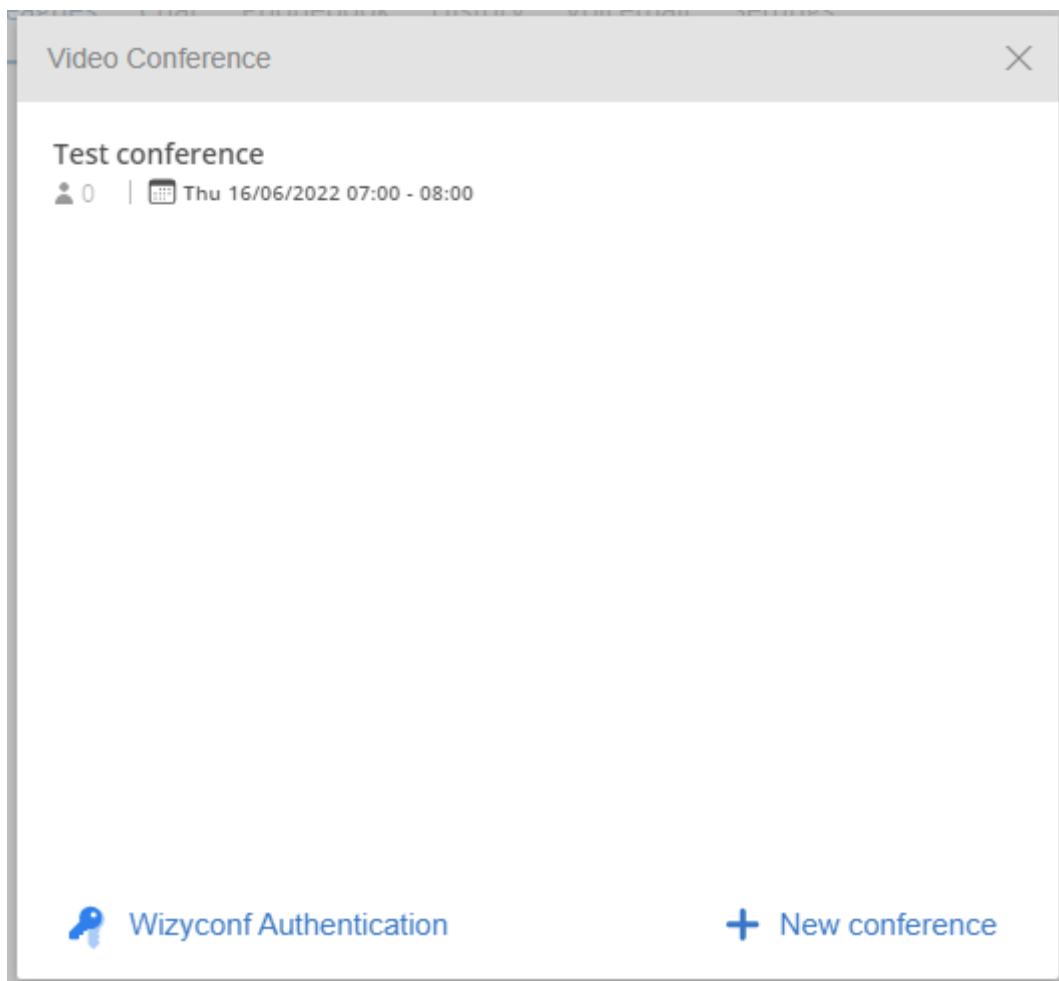 Video Conference
Test conference
0 | Thu 16/06/2022 07:00 - 08:00
Wizyconf Authentication
New conference